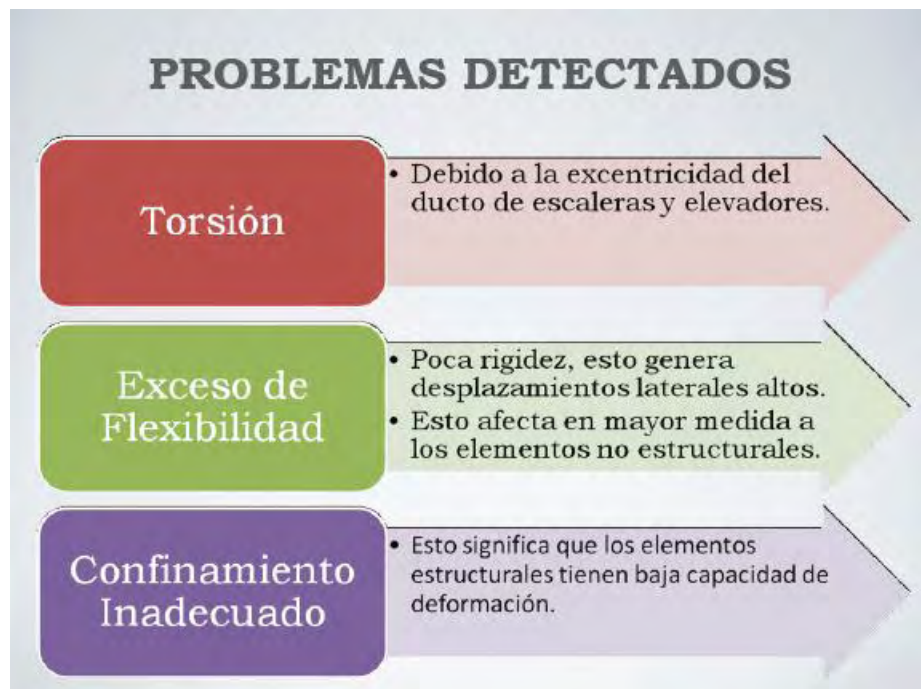 PROBLEMAS DETECTADOS
Torsión
• Debido a la excentricidad del
ducto de escaleras y elevadores.
Exceso de
Flexibilidad
• Poca rigidez, esto genera
desplazamientos laterales altos.
• Esto afecta en mayor medida a
los elementos no estructurales.
Confinamiento
Inadecuado
• Esto significa que los elementos
estructurales tienen baja capacidad de
deformación.